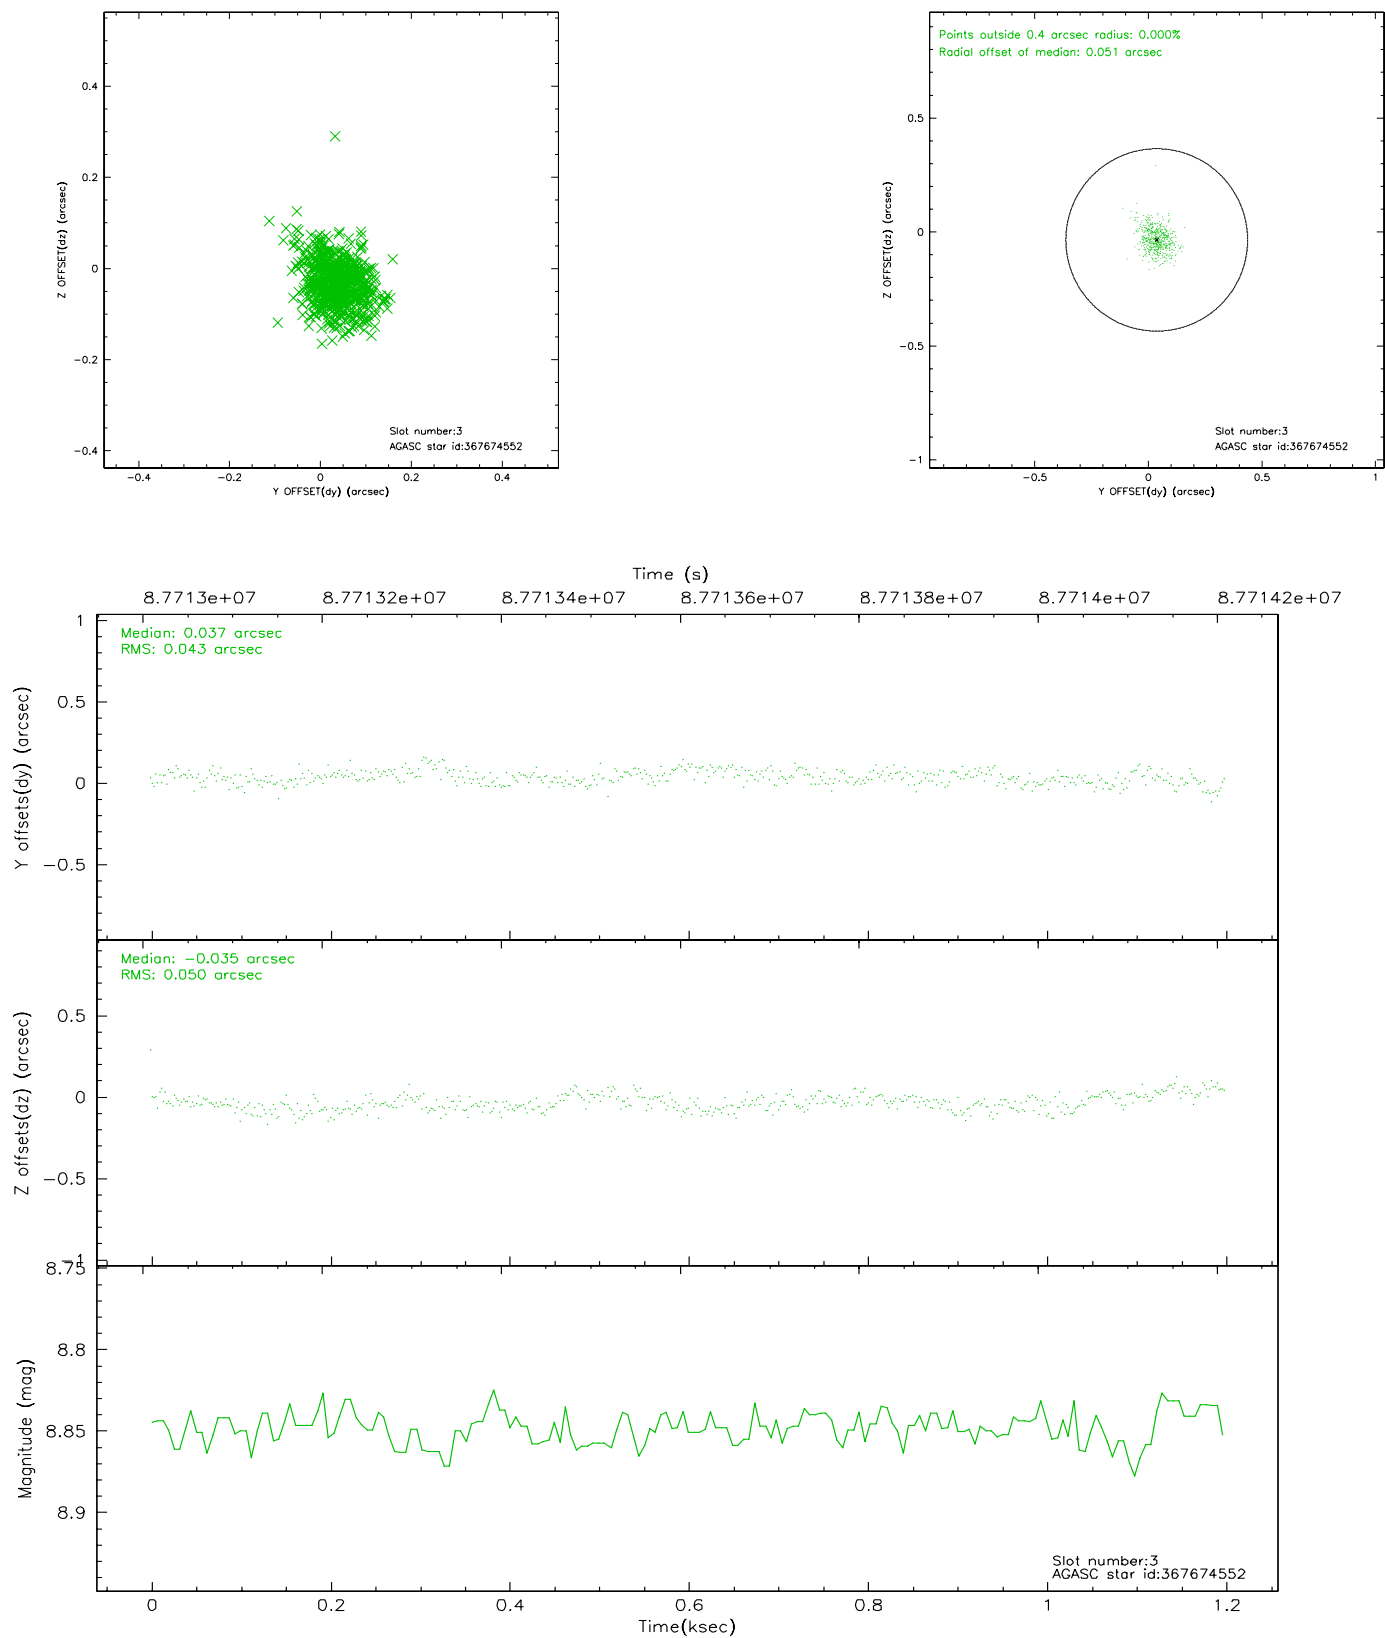 0.4
0.2
0
−0.2
−0.4
Z OFFSET(dz) (arcsec)
Slot number:3
AGASC star id:367674552
−0.4 −0.2 0 0.2 0.4
Y OFFSET(dy) (arcsec)
Points outside 0.4 arcsec radius: 0.000%
Radial offset of median: 0.051 arcsec
0.5
0
−0.5
−1
Z OFFSET(dz) (arcsec)
Slot number:3
AGASC star id:367674552
−0.5 0 0.5 1
Y OFFSET(dy) (arcsec)
Time (s)
8.7713e+07 8.77132e+07 8.77134e+07 8.77136e+07 8.77138e+07 8.7714e+07 8.77142e+07
Median: 0.037 arcsec
RMS: 0.043 arcsec
1
0.5
0
−0.5
Y offsets(dy) (arcsec)
Median: −0.035 arcsec
RMS: 0.050 arcsec
0.5
0
−0.5
−1
Z offsets(dz) (arcsec)
8.75
8.8
8.85
8.9
Magnitude (mag)
Slot number:3
AGASC star id:367674552
0 0.2 0.4 0.6 0.8 1 1.2
Time(ksec)